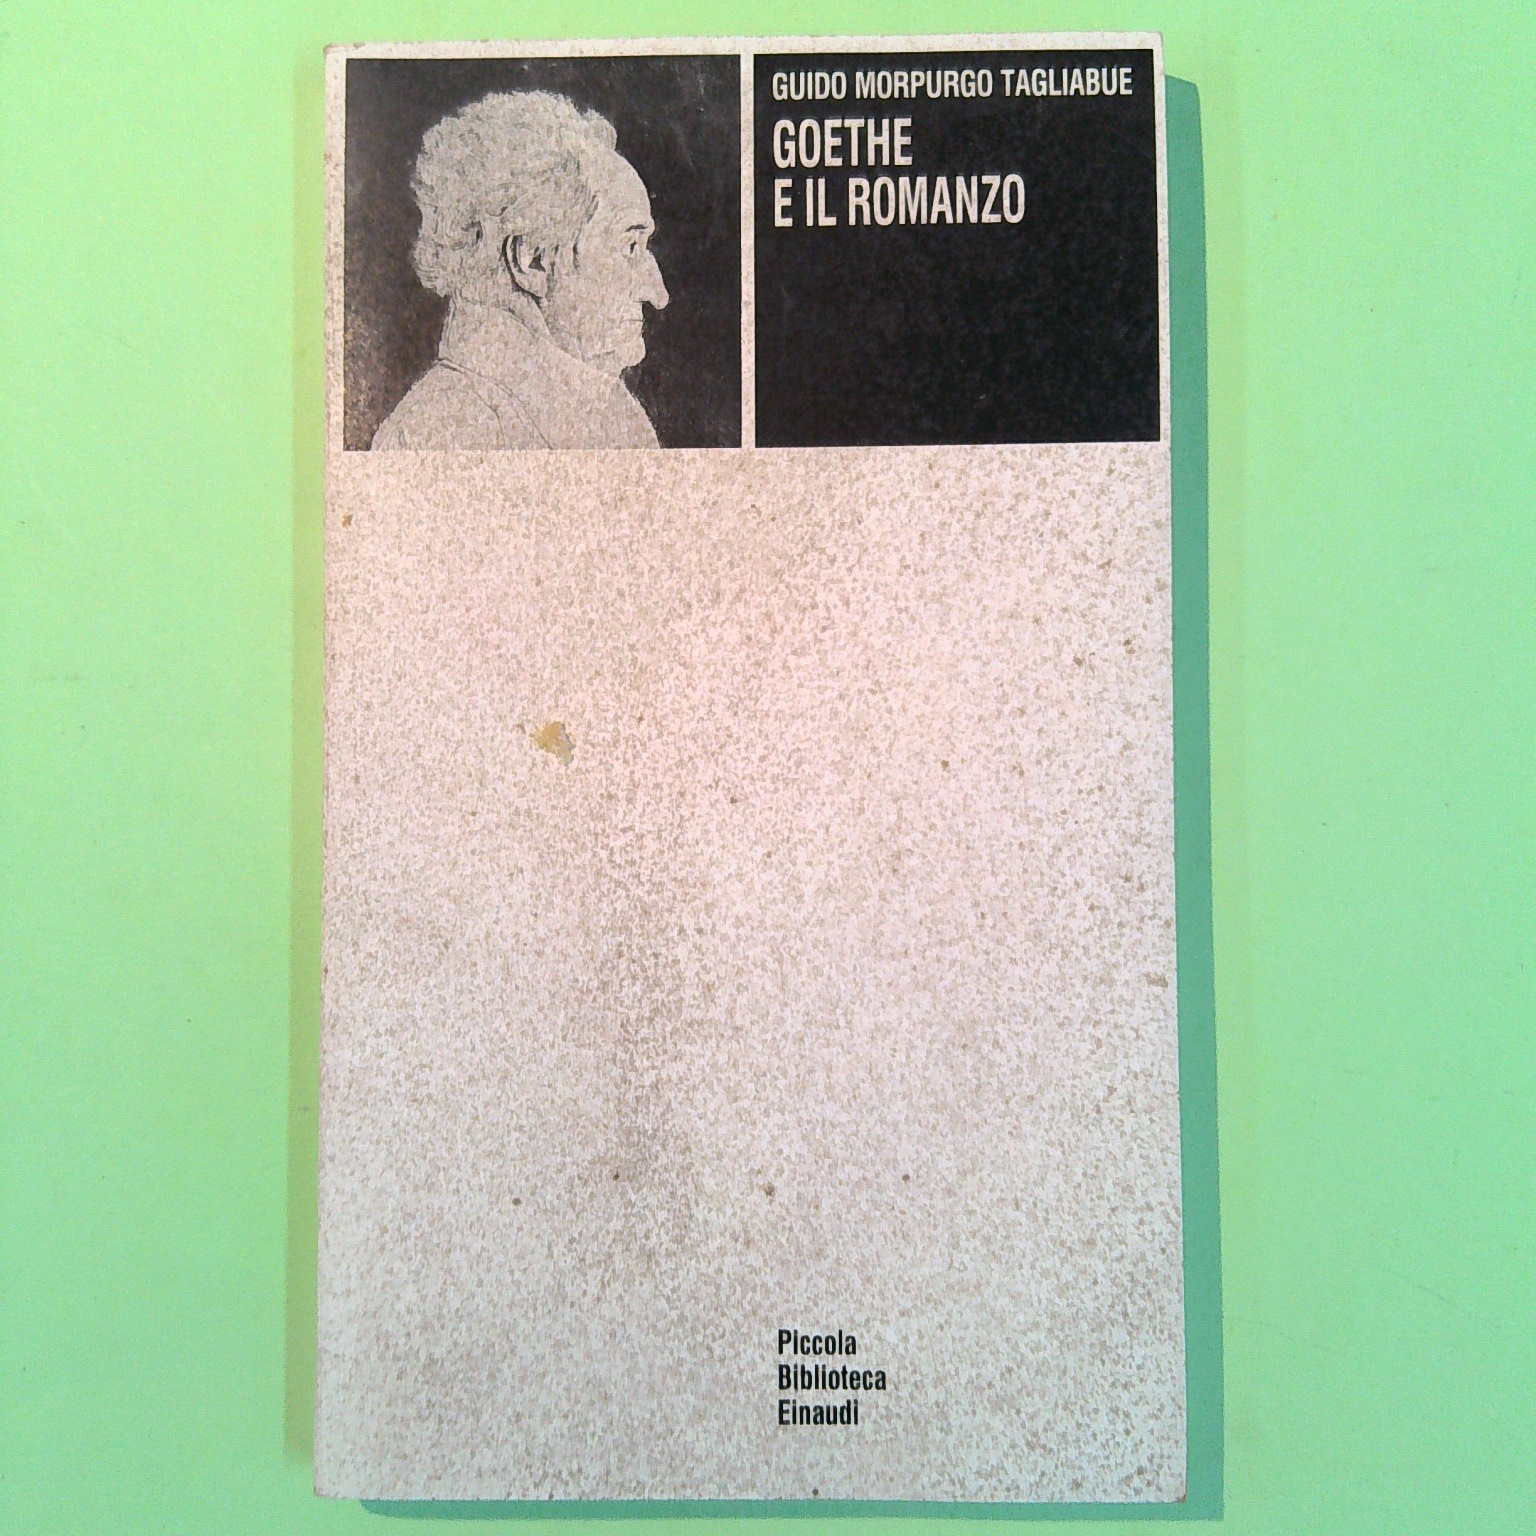 GUIDO MORPURGO TAGLIABUE
GOETHE
E IL ROMANZO
Piccola
Biblioteca
Einaudi